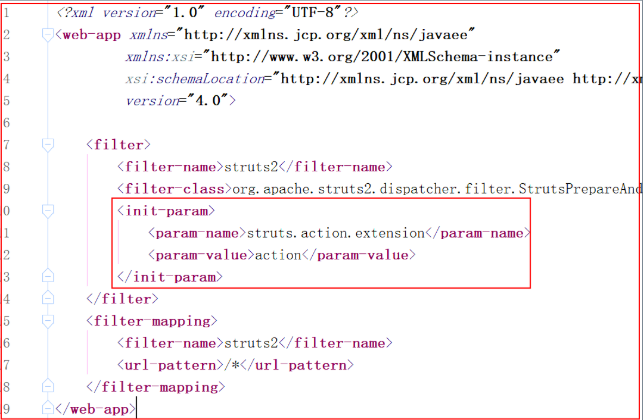 1 <?xml version="1.0" encoding="UTF-8"?>
2 <web-app xmlns="http://xmlns.jcp.org/xml/ns/javaee"
3 xmlns:xsi="http://www.w3.org/2001/XMLSchema-instance"
4 xsi:schemaLocation="http://xmlns.jcp.org/xml/ns/javaee http://xm
5 version="4.0">
6
7 <filter>
8 <filter-name>struts2</filter-name>
9 <filter-class>org.apache.struts2.dispatcher.filter.StrutsPrepareAnd
0 <init-param>
1 <param-name>struts.action.extension</param-name>
2 <param-value>action</param-value>
3 </init-param>
4 </filter>
5 <filter-mapping>
6 <filter-name>struts2</filter-name>
7 <url-pattern>/*</url-pattern>
8 </filter-mapping>
9 </web-app>